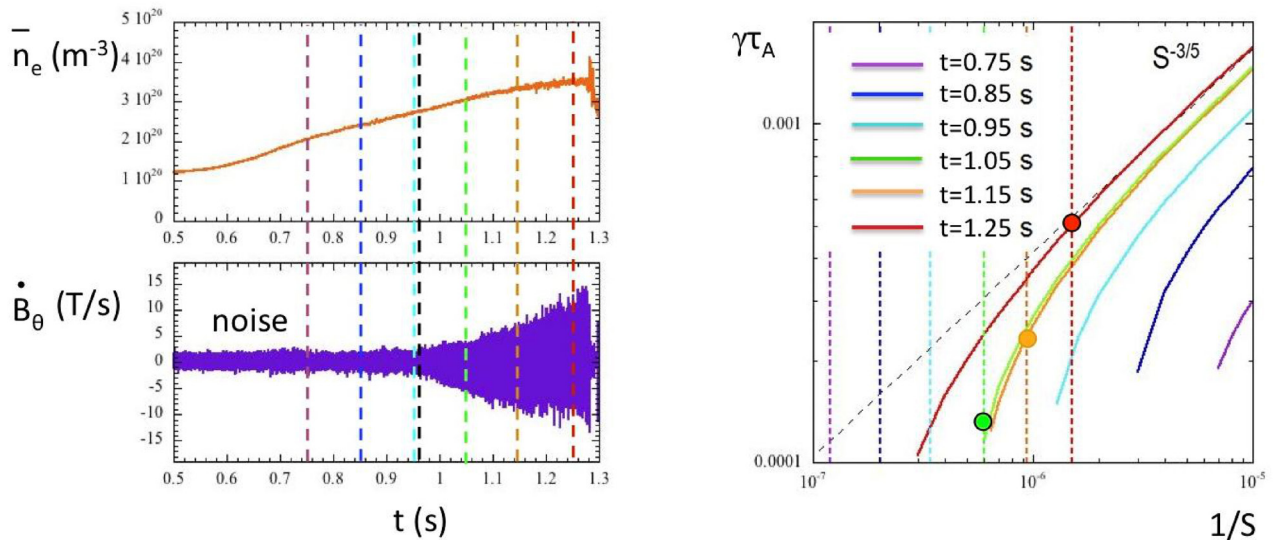 n̅e (m-3)
5 10²⁰
4 10²⁰
3 10²⁰
2 10²⁰
1 10²⁰
0
0.5 0.6 0.7 0.8 0.9 1 1.1 1.2 1.3
Ḃθ (T/s)
noise
15
10
5
0
-5
-10
-15
0.5 0.6 0.7 0.8 0.9 1 1.1 1.2 1.3
t (s)
γτA
S-3/5
t=0.75 s
t=0.85 s
t=0.95 s
t=1.05 s
t=1.15 s
t=1.25 s
0.001
0.0001
10⁻⁷ 10⁻⁶ 10⁻⁵
1/S